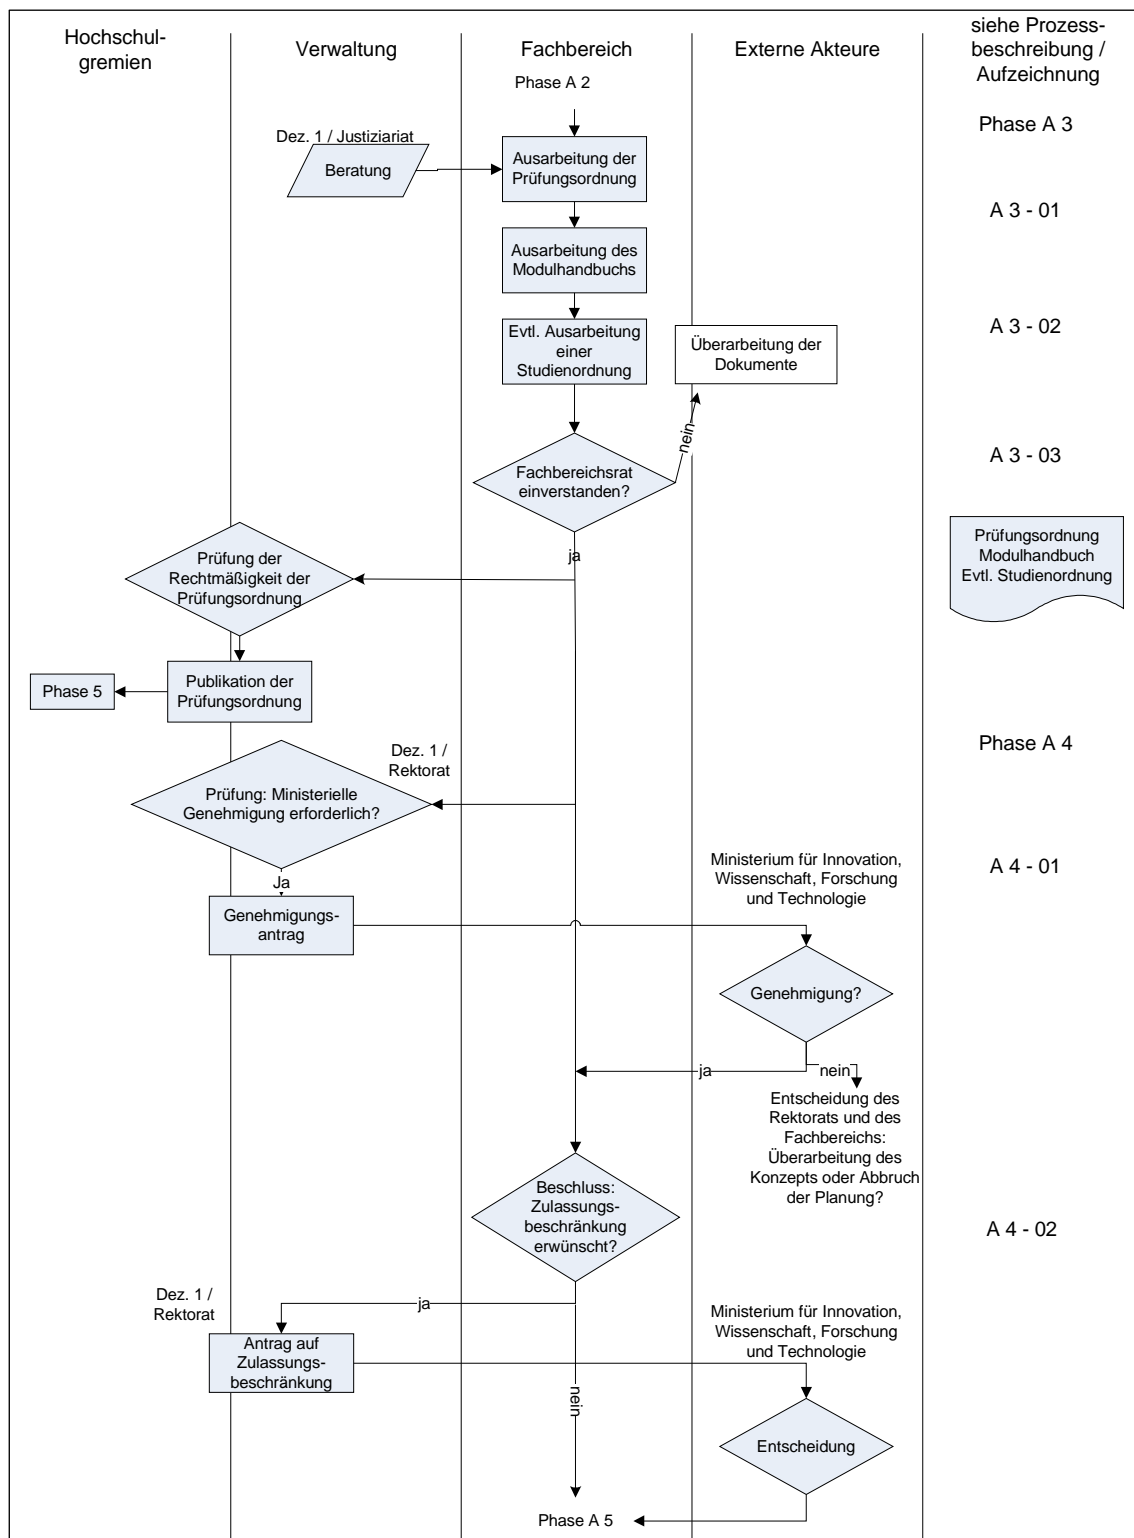 Hochschul-
gremien
Verwaltung
Fachbereich
Externe Akteure
siehe Prozess-
beschreibung /
Aufzeichnung
Phase A 2
Phase A 3
Dez. 1 / Justiziariat
Beratung
Ausarbeitung der
Prüfungsordnung
A 3 - 01
Ausarbeitung des
Modulhandbuchs
A 3 - 02
Evtl. Ausarbeitung
einer
Studienordnung
Überarbeitung der
Dokumente
nein
A 3 - 03
Fachbereichsrat
einverstanden?
ja
Prüfungsordnung
Modulhandbuch
Evtl. Studienordnung
Prüfung der
Rechtmäßigkeit der
Prüfungsordnung
Publikation der
Prüfungsordnung
Phase 5
Phase A 4
Dez. 1 /
Rektorat
Prüfung: Ministerielle
Genehmigung erforderlich?
Ja
Ministerium für Innovation,
Wissenschaft, Forschung
und Technologie
A 4 - 01
Genehmigungs-
antrag
Genehmigung?
ja
nein
Entscheidung des
Rektorats und des
Fachbereichs:
Überarbeitung des
Konzepts oder Abbruch
der Planung?
Beschluss:
Zulassungs-
beschränkung
erwünscht?
A 4 - 02
Dez. 1 /
Rektorat
ja
Ministerium für Innovation,
Wissenschaft, Forschung
und Technologie
Antrag auf
Zulassungs-
beschränkung
nein
Entscheidung
Phase A 5